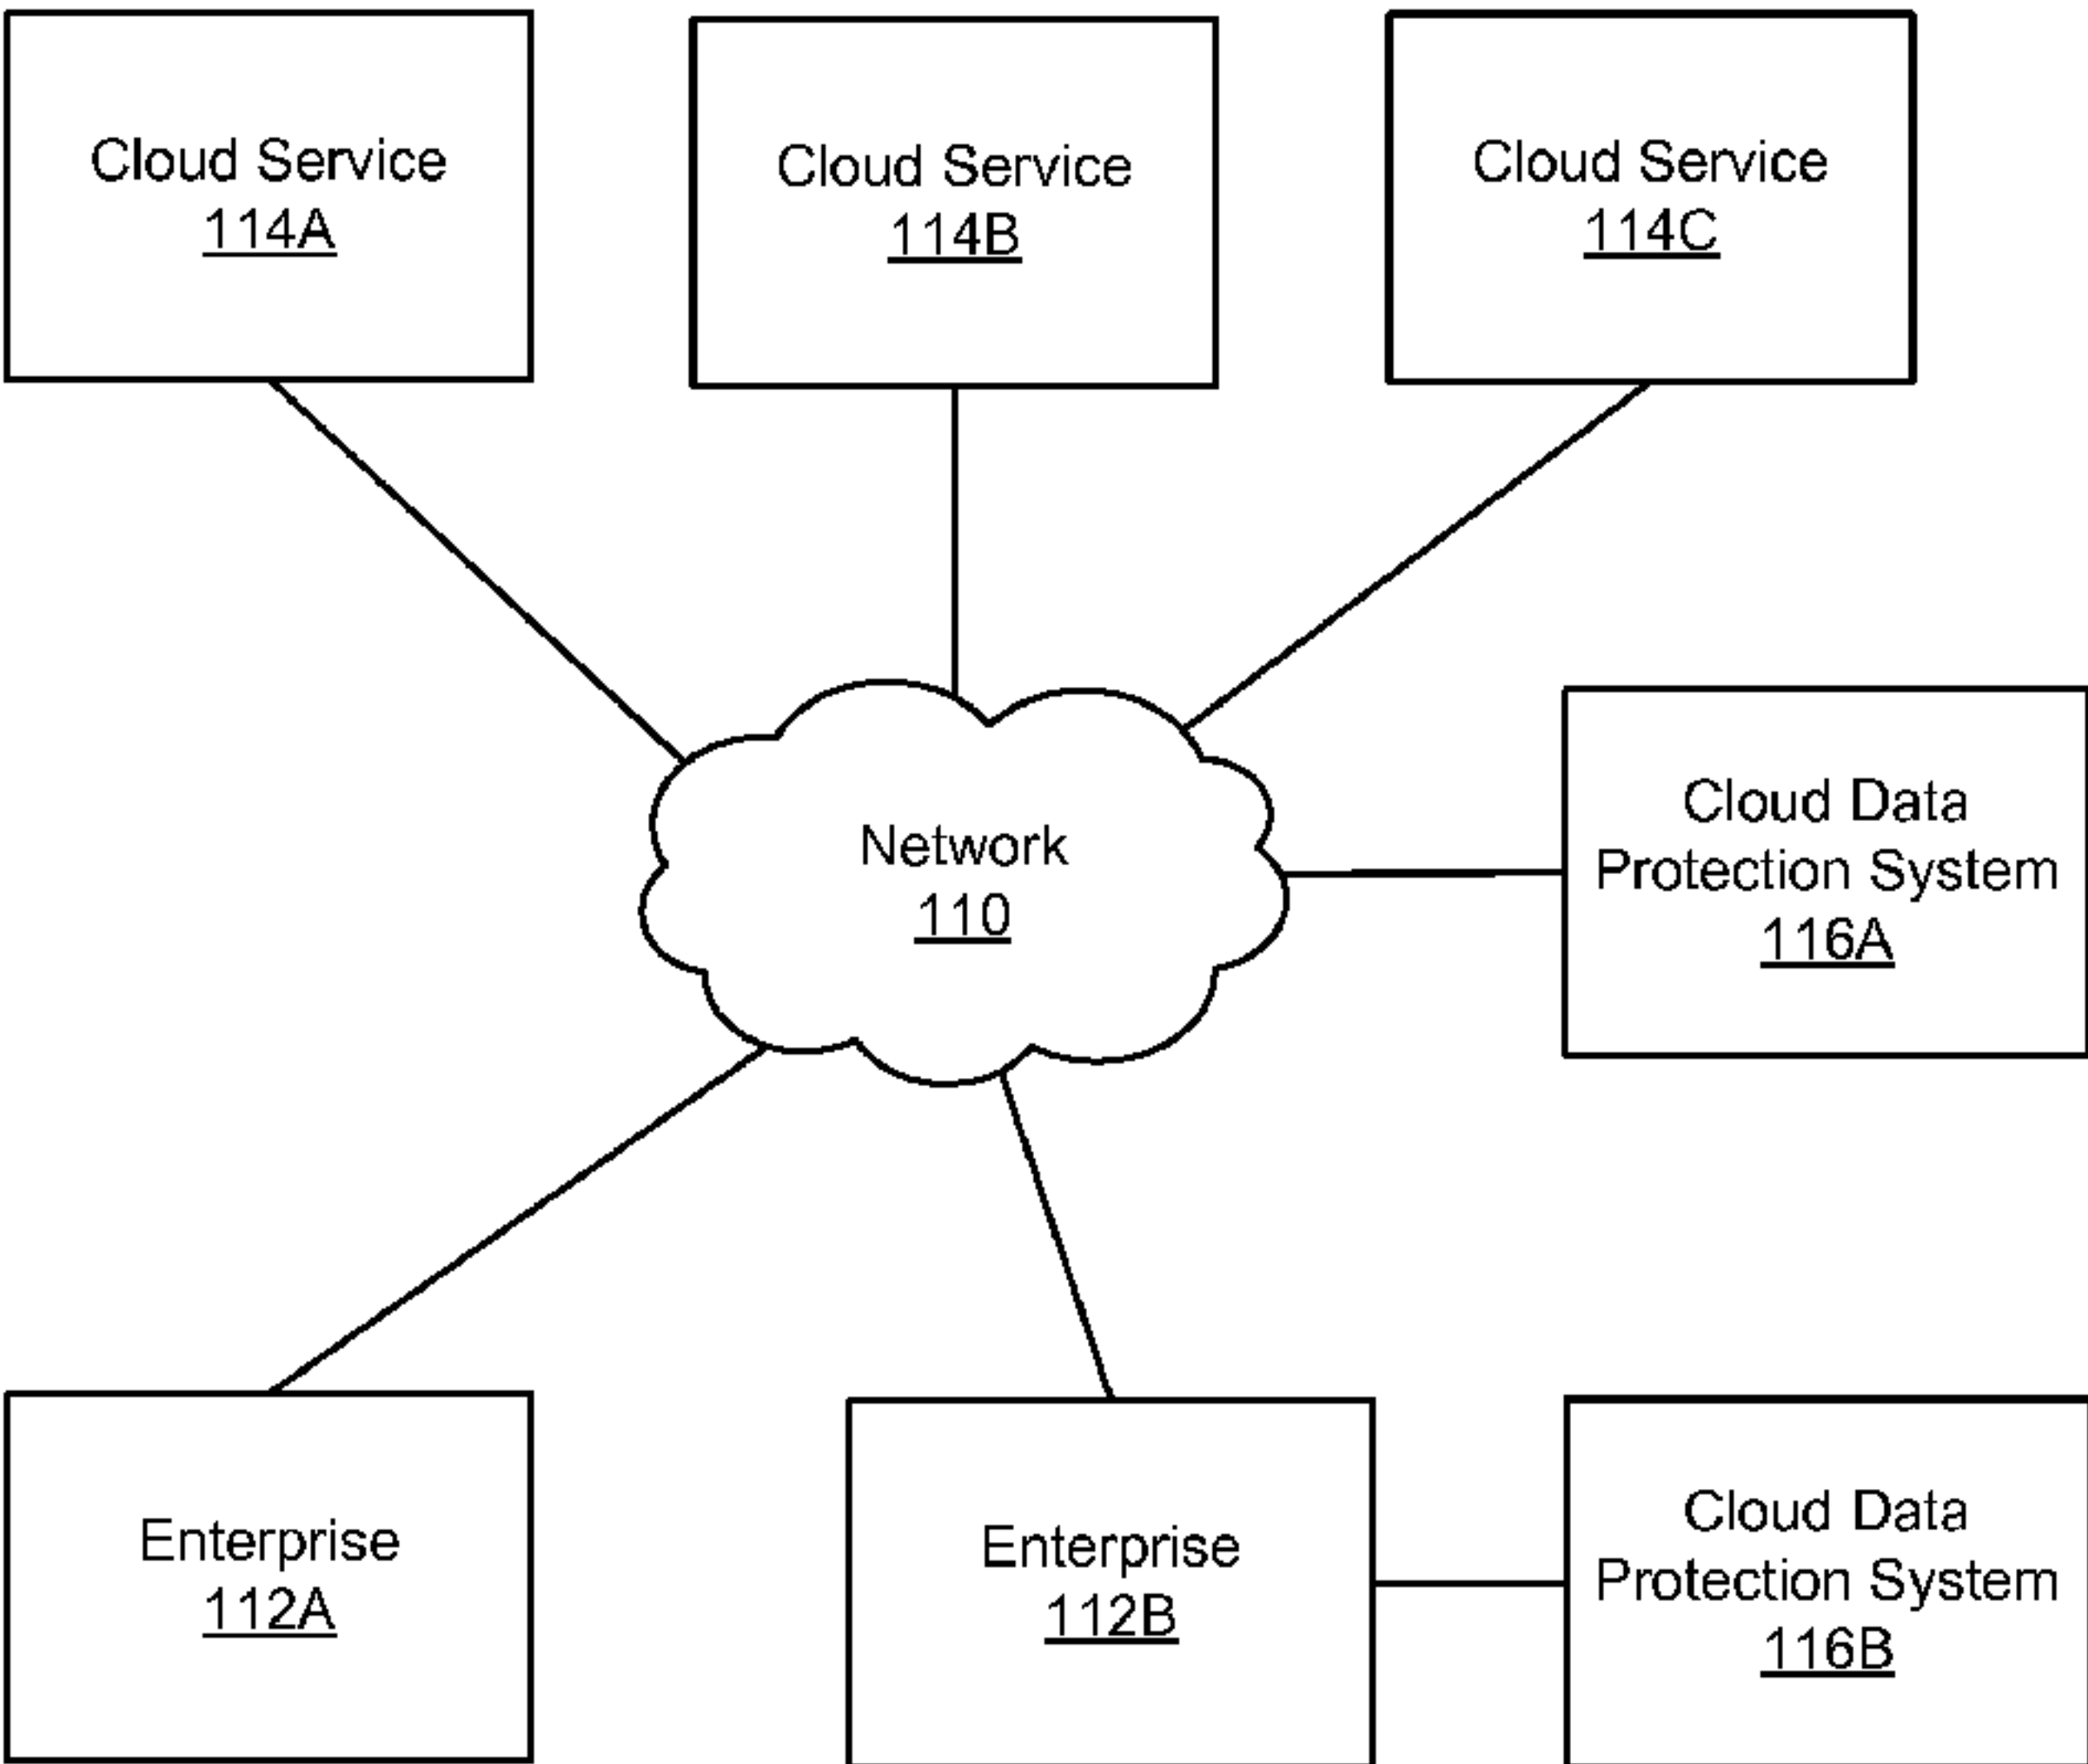 Cloud Service
114A
Cloud Service
114B
Cloud Service
114C
Network
110
Cloud Data
Protection System
116A
Enterprise
112A
Enterprise
112B
Cloud Data
Protection System
116B